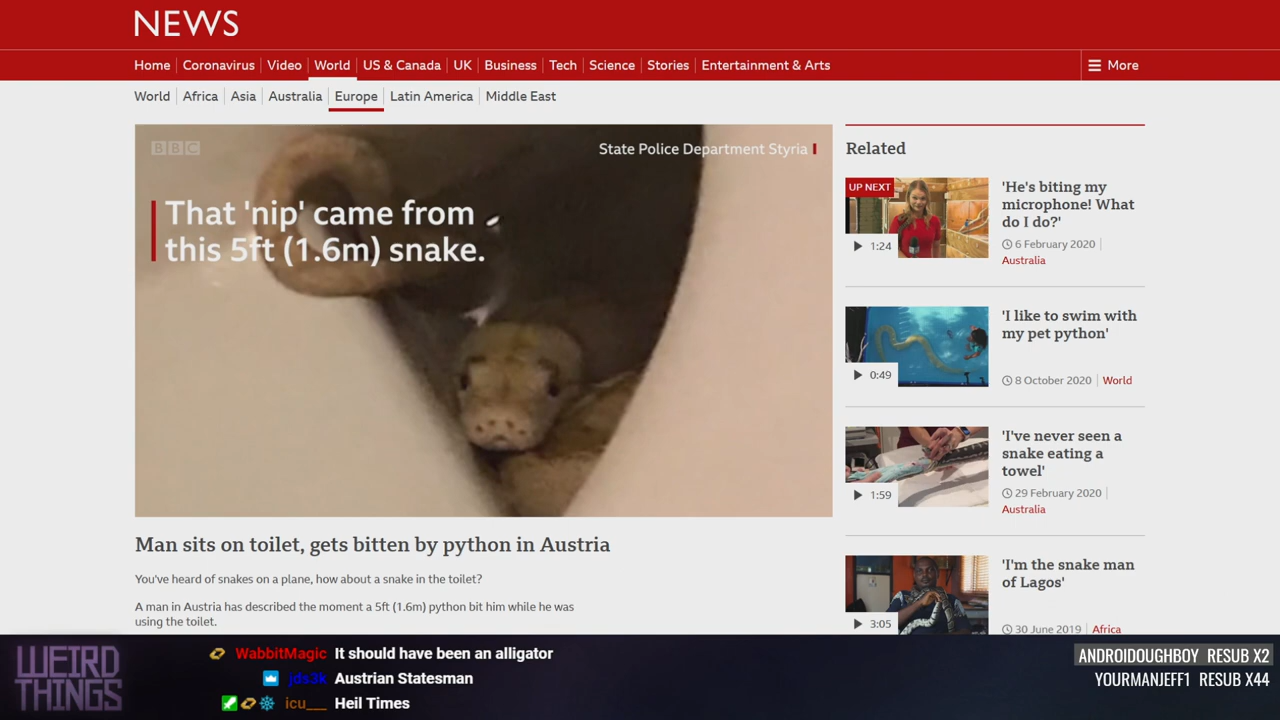 NEWS
Home Coronavirus Video World US & Canada UK Business Tech Science Stories Entertainment & Arts More
World Africa Asia Australia Europe Latin America Middle East
BBC
State Police Department Styria
That 'nip' came from
this 5ft (1.6m) snake.
Man sits on toilet, gets bitten by python in Austria
You've heard of snakes on a plane, how about a snake in the toilet?
A man in Austria has described the moment a 5ft (1.6m) python bit him while he was
using the toilet.
Related
UP NEXT
1:24
'He's biting my
microphone! What
do I do?'
6 February 2020
Australia
0:49
'I like to swim with
my pet python'
8 October 2020 World
1:59
'I've never seen a
snake eating a
towel'
29 February 2020
Australia
3:05
'I'm the snake man
of Lagos'
30 June 2019 Africa
WEIRD
THINGS
WabbitMagic It should have been an alligator
jds3k Austrian Statesman
icu___ Heil Times
ANDROIDOUGHBOY RESUB X2
YOURMANJEFF1 RESUB X44